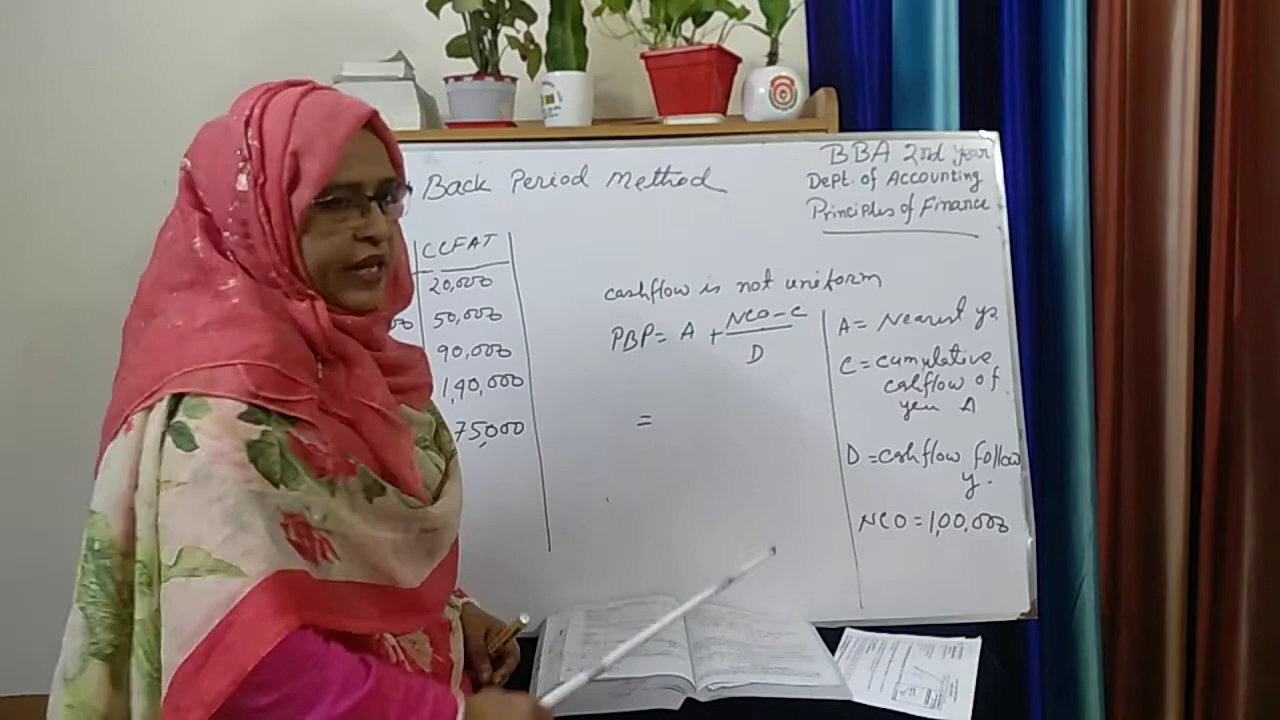 Back Period Method
BBA 2nd year
Dept. of Accounting
Principles of Finance
CCFAT
20,000
50,000
90,000
1,90,000
75,000
cashflow is not uniform
PBP = A + NCO - C
D
=
A = Nearest yr.
C = cumulative
cashflow of
year A
D = cashflow follow
y.
NCO = 1,00,000